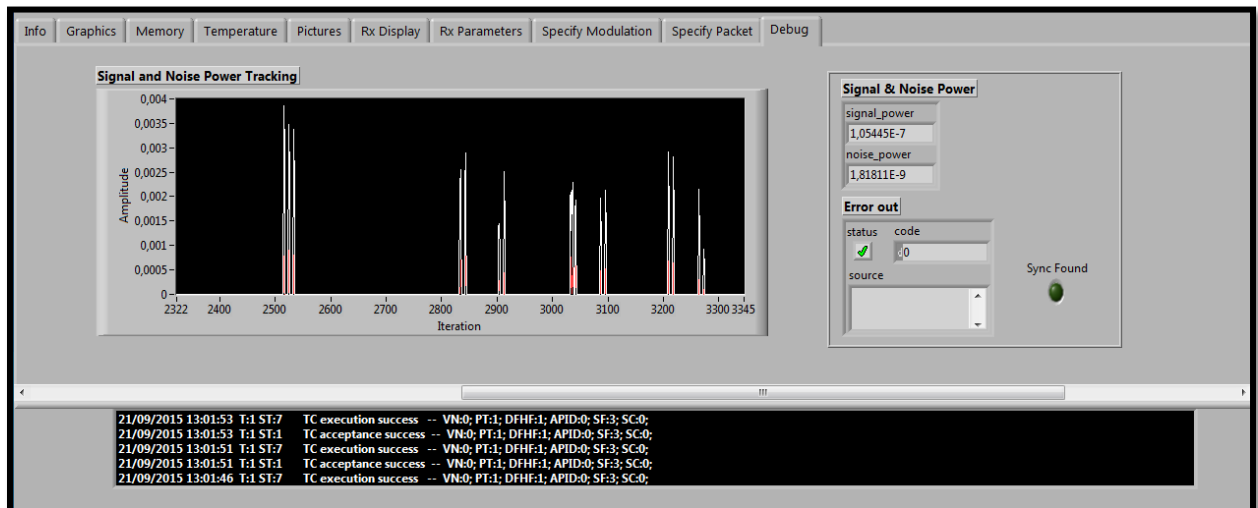 Info Graphics Memory Temperature Pictures Rx Display Rx Parameters Specify Modulation Specify Packet Debug
Signal and Noise Power Tracking
0,004
0,0035
0,003
0,0025
0,002
0,0015
0,001
0,0005
0
Amplitude
2322 2400 2500 2600 2700 2800 2900 3000 3100 3200 3300 3345
Iteration
Signal & Noise Power
signal_power
1,05445E-7
noise_power
1,81811E-9
Error out
status code
0
source
Sync Found
21/09/2015 13:01:53 T:1 ST:7 TC execution success -- VN:0; PT:1; DFHF:1; APID:0; SF:3; SC:0;
21/09/2015 13:01:53 T:1 ST:1 TC acceptance success -- VN:0; PT:1; DFHF:1; APID:0; SF:3; SC:0;
21/09/2015 13:01:51 T:1 ST:7 TC execution success -- VN:0; PT:1; DFHF:1; APID:0; SF:3; SC:0;
21/09/2015 13:01:51 T:1 ST:1 TC acceptance success -- VN:0; PT:1; DFHF:1; APID:0; SF:3; SC:0;
21/09/2015 13:01:46 T:1 ST:7 TC execution success -- VN:0; PT:1; DFHF:1; APID:0; SF:3; SC:0;